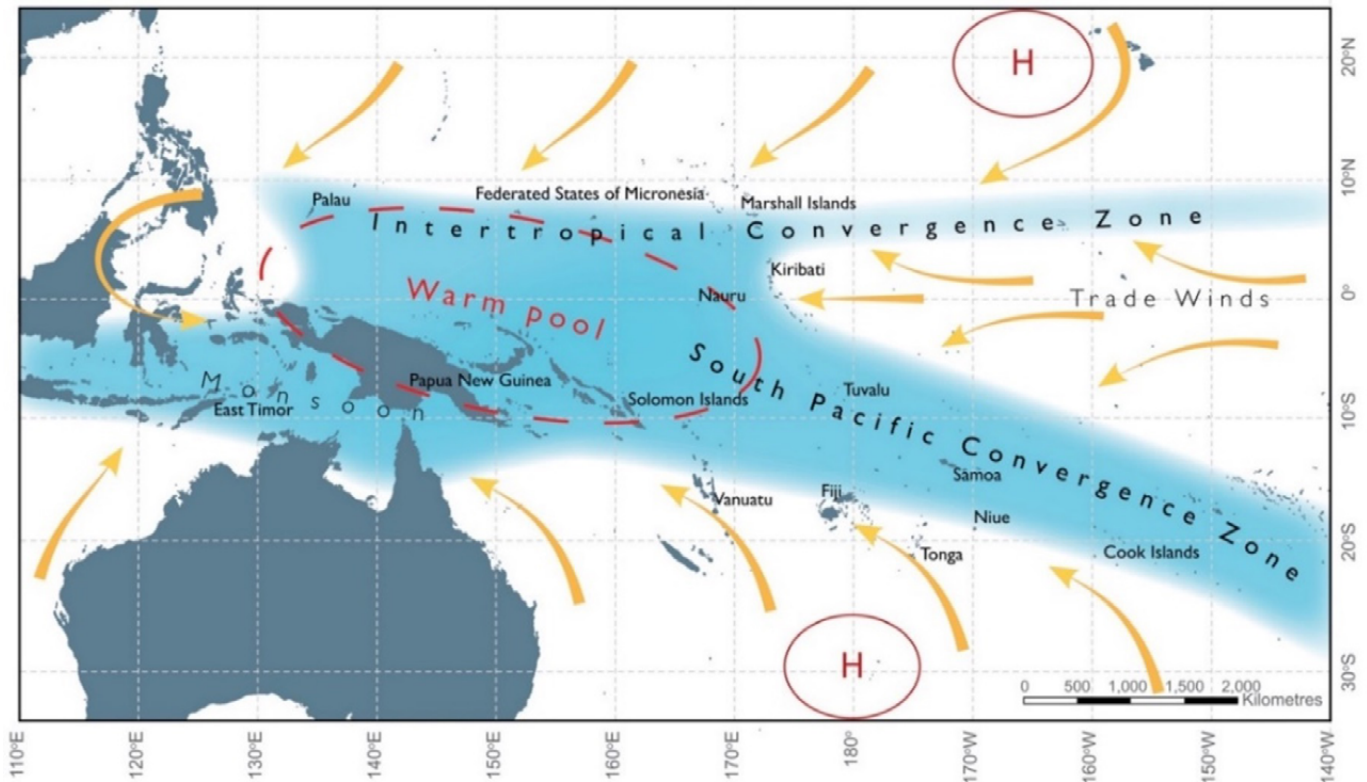 H
20°N
10°N
Palau
Federated States of Micronesia
Marshall Islands
Intertropical Convergence Zone
Kiribati
Warm pool
Nauru
0°
Trade Winds
South Pacific Convergence Zone
Monsoon
Papua New Guinea
East Timor
Solomon Islands
Tuvalu
10°S
Samoa
Vanuatu
Fiji
Niue
20°S
Tonga
Cook Islands
H
30°S
0 500 1,000 1,500 2,000
Kilometres
110°E 120°E 130°E 140°E 150°E 160°E 170°E 180° 170°W 160°W 150°W 140°W